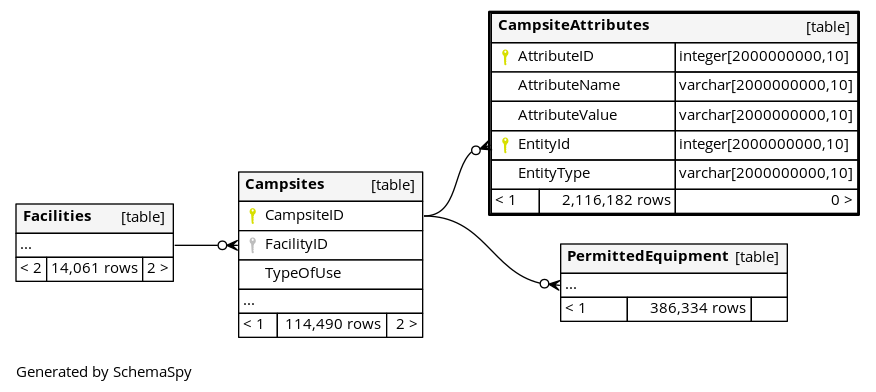 CampsiteAttributes [table]
AttributeID integer[2000000000,10]
AttributeName varchar[2000000000,10]
AttributeValue varchar[2000000000,10]
EntityId integer[2000000000,10]
EntityType varchar[2000000000,10]
< 1 2,116,182 rows 0 >
Campsites [table]
CampsiteID
FacilityID
TypeOfUse
...
< 1 114,490 rows 2 >
Facilities [table]
...
< 2 14,061 rows 2 >
PermittedEquipment [table]
...
< 1 386,334 rows
Generated by SchemaSpy